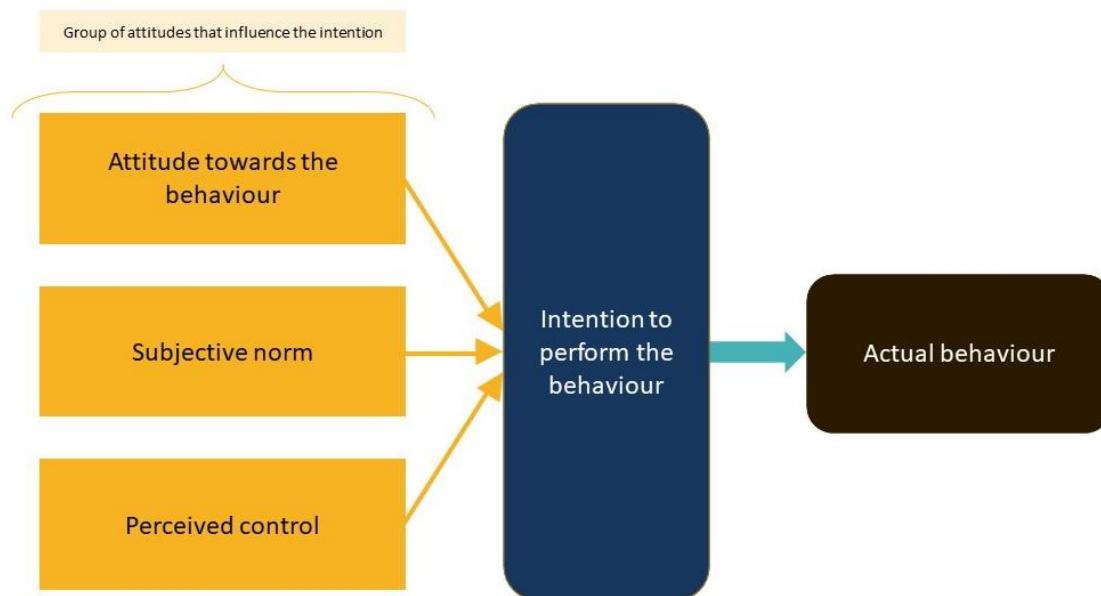 Group of attitudes that influence the intention
Attitude towards the
behaviour
Subjective norm
Perceived control
Intention to
perform the
behaviour
Actual behaviour